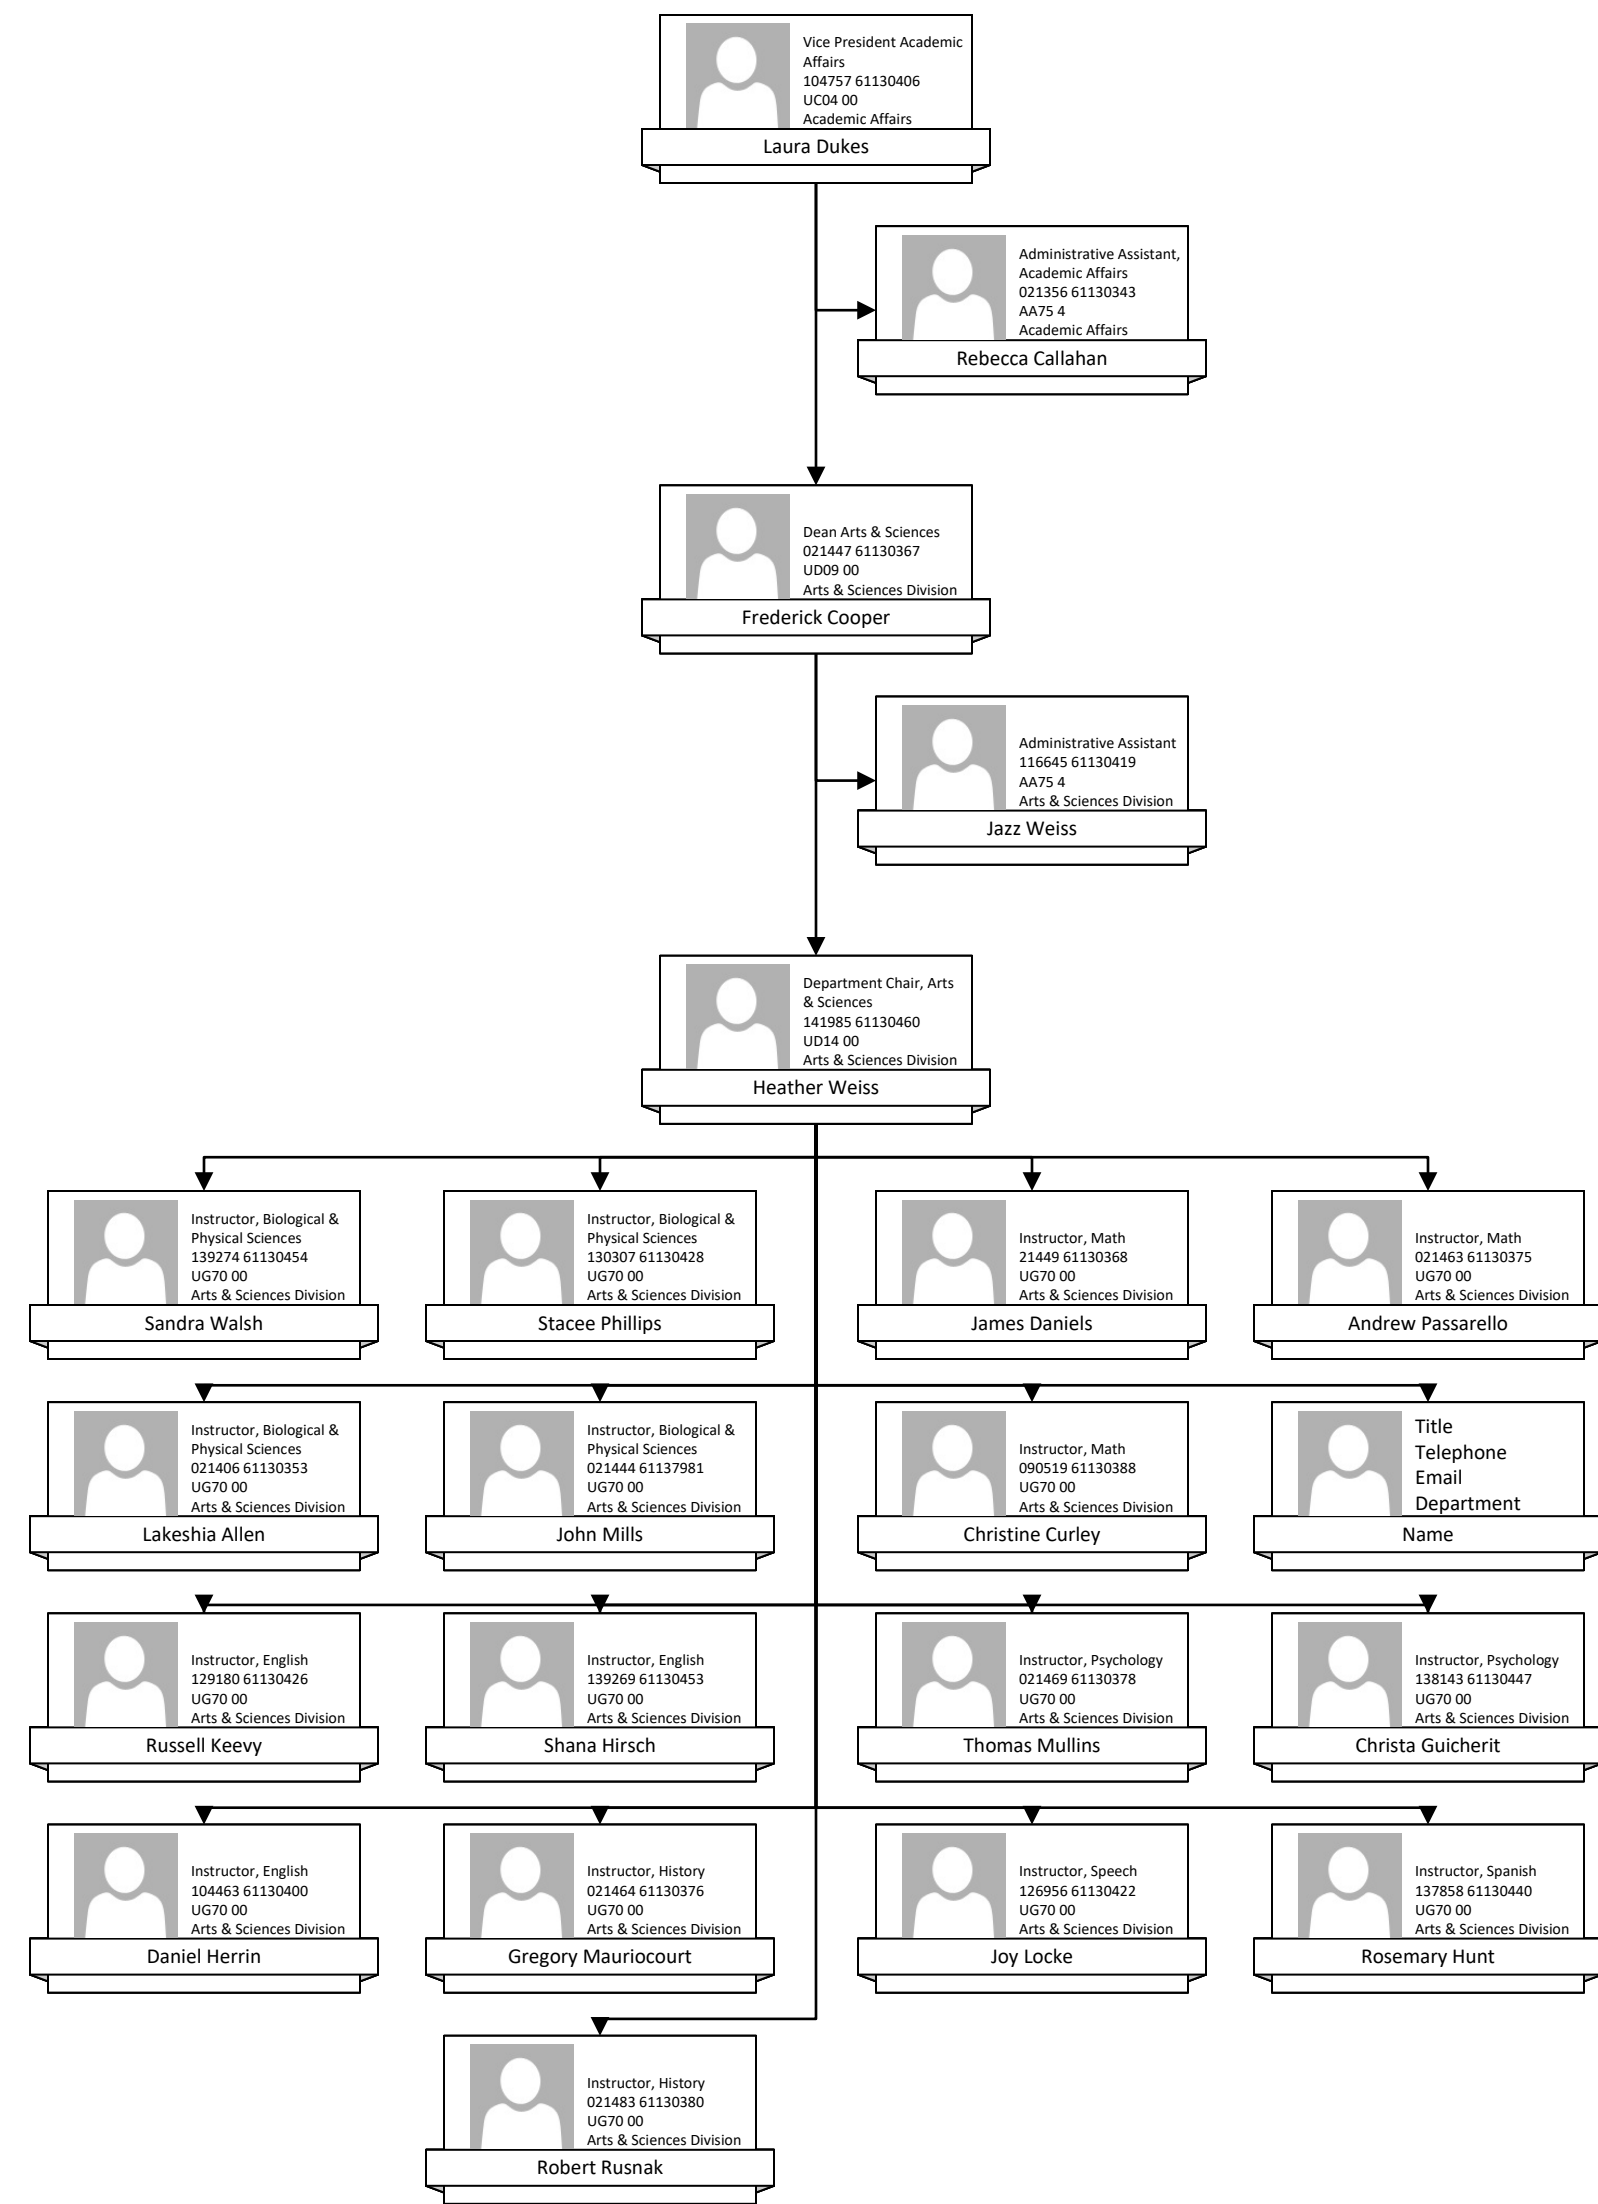 Vice President Academic
Affairs
104757 61130406
UC04 00
Academic Affairs
Laura Dukes
Administrative Assistant,
Academic Affairs
021356 61130343
AA75 4
Academic Affairs
Rebecca Callahan
Dean Arts & Sciences
021447 61130367
UD09 00
Arts & Sciences Division
Frederick Cooper
Administrative Assistant
116645 61130419
AA75 4
Arts & Sciences Division
Jazz Weiss
Department Chair, Arts
& Sciences
141985 61130460
UD14 00
Arts & Sciences Division
Heather Weiss
Instructor, Biological &
Physical Sciences
139274 61130454
UG70 00
Arts & Sciences Division
Sandra Walsh
Instructor, Biological &
Physical Sciences
130307 61130428
UG70 00
Arts & Sciences Division
Stacee Phillips
Instructor, Math
21449 61130368
UG70 00
Arts & Sciences Division
James Daniels
Instructor, Math
021463 61130375
UG70 00
Arts & Sciences Division
Andrew Passarello
Instructor, Biological &
Physical Sciences
021406 61130353
UG70 00
Arts & Sciences Division
Lakeshia Allen
Instructor, Biological &
Physical Sciences
021444 61137981
UG70 00
Arts & Sciences Division
John Mills
Instructor, Math
090519 61130388
UG70 00
Arts & Sciences Division
Christine Curley
Title
Telephone
Email
Department
Name
Instructor, English
129180 61130426
UG70 00
Arts & Sciences Division
Russell Keevy
Instructor, English
139269 61130453
UG70 00
Arts & Sciences Division
Shana Hirsch
Instructor, Psychology
021469 61130378
UG70 00
Arts & Sciences Division
Thomas Mullins
Instructor, Psychology
138143 61130447
UG70 00
Arts & Sciences Division
Christa Guicherit
Instructor, English
104463 61130400
UG70 00
Arts & Sciences Division
Daniel Herrin
Instructor, History
021464 61130376
UG70 00
Arts & Sciences Division
Gregory Mauriocourt
Instructor, Speech
126956 61130422
UG70 00
Arts & Sciences Division
Joy Locke
Instructor, Spanish
137858 61130440
UG70 00
Arts & Sciences Division
Rosemary Hunt
Instructor, History
021483 61130380
UG70 00
Arts & Sciences Division
Robert Rusnak